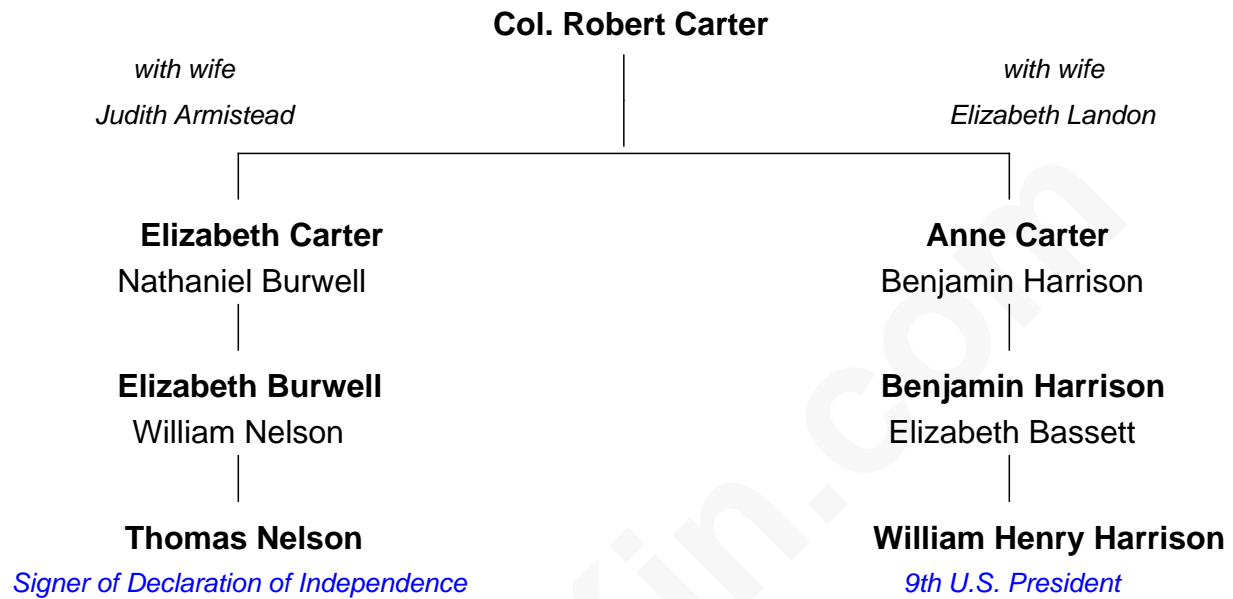 Col. Robert Carter
with wife with wife
Judith Armistead Elizabeth Landon
Elizabeth Carter Anne Carter
Nathaniel Burwell Benjamin Harrison
Elizabeth Burwell Benjamin Harrison
William Nelson Elizabeth Bassett
Thomas Nelson William Henry Harrison
Signer of Declaration of Independence 9th U.S. President